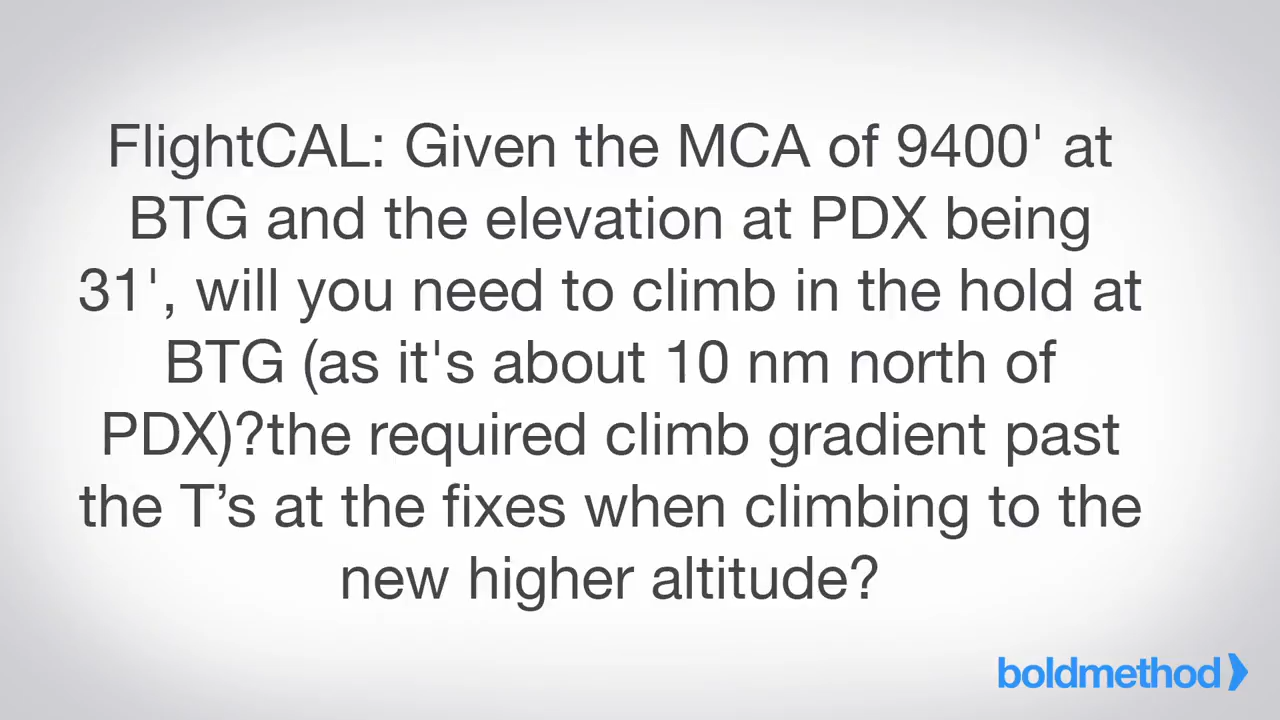 FlightCAL: Given the MCA of 9400' at
BTG and the elevation at PDX being
31', will you need to climb in the hold at
BTG (as it's about 10 nm north of
PDX)?the required climb gradient past
the T’s at the fixes when climbing to the
new higher altitude?
boldmethod